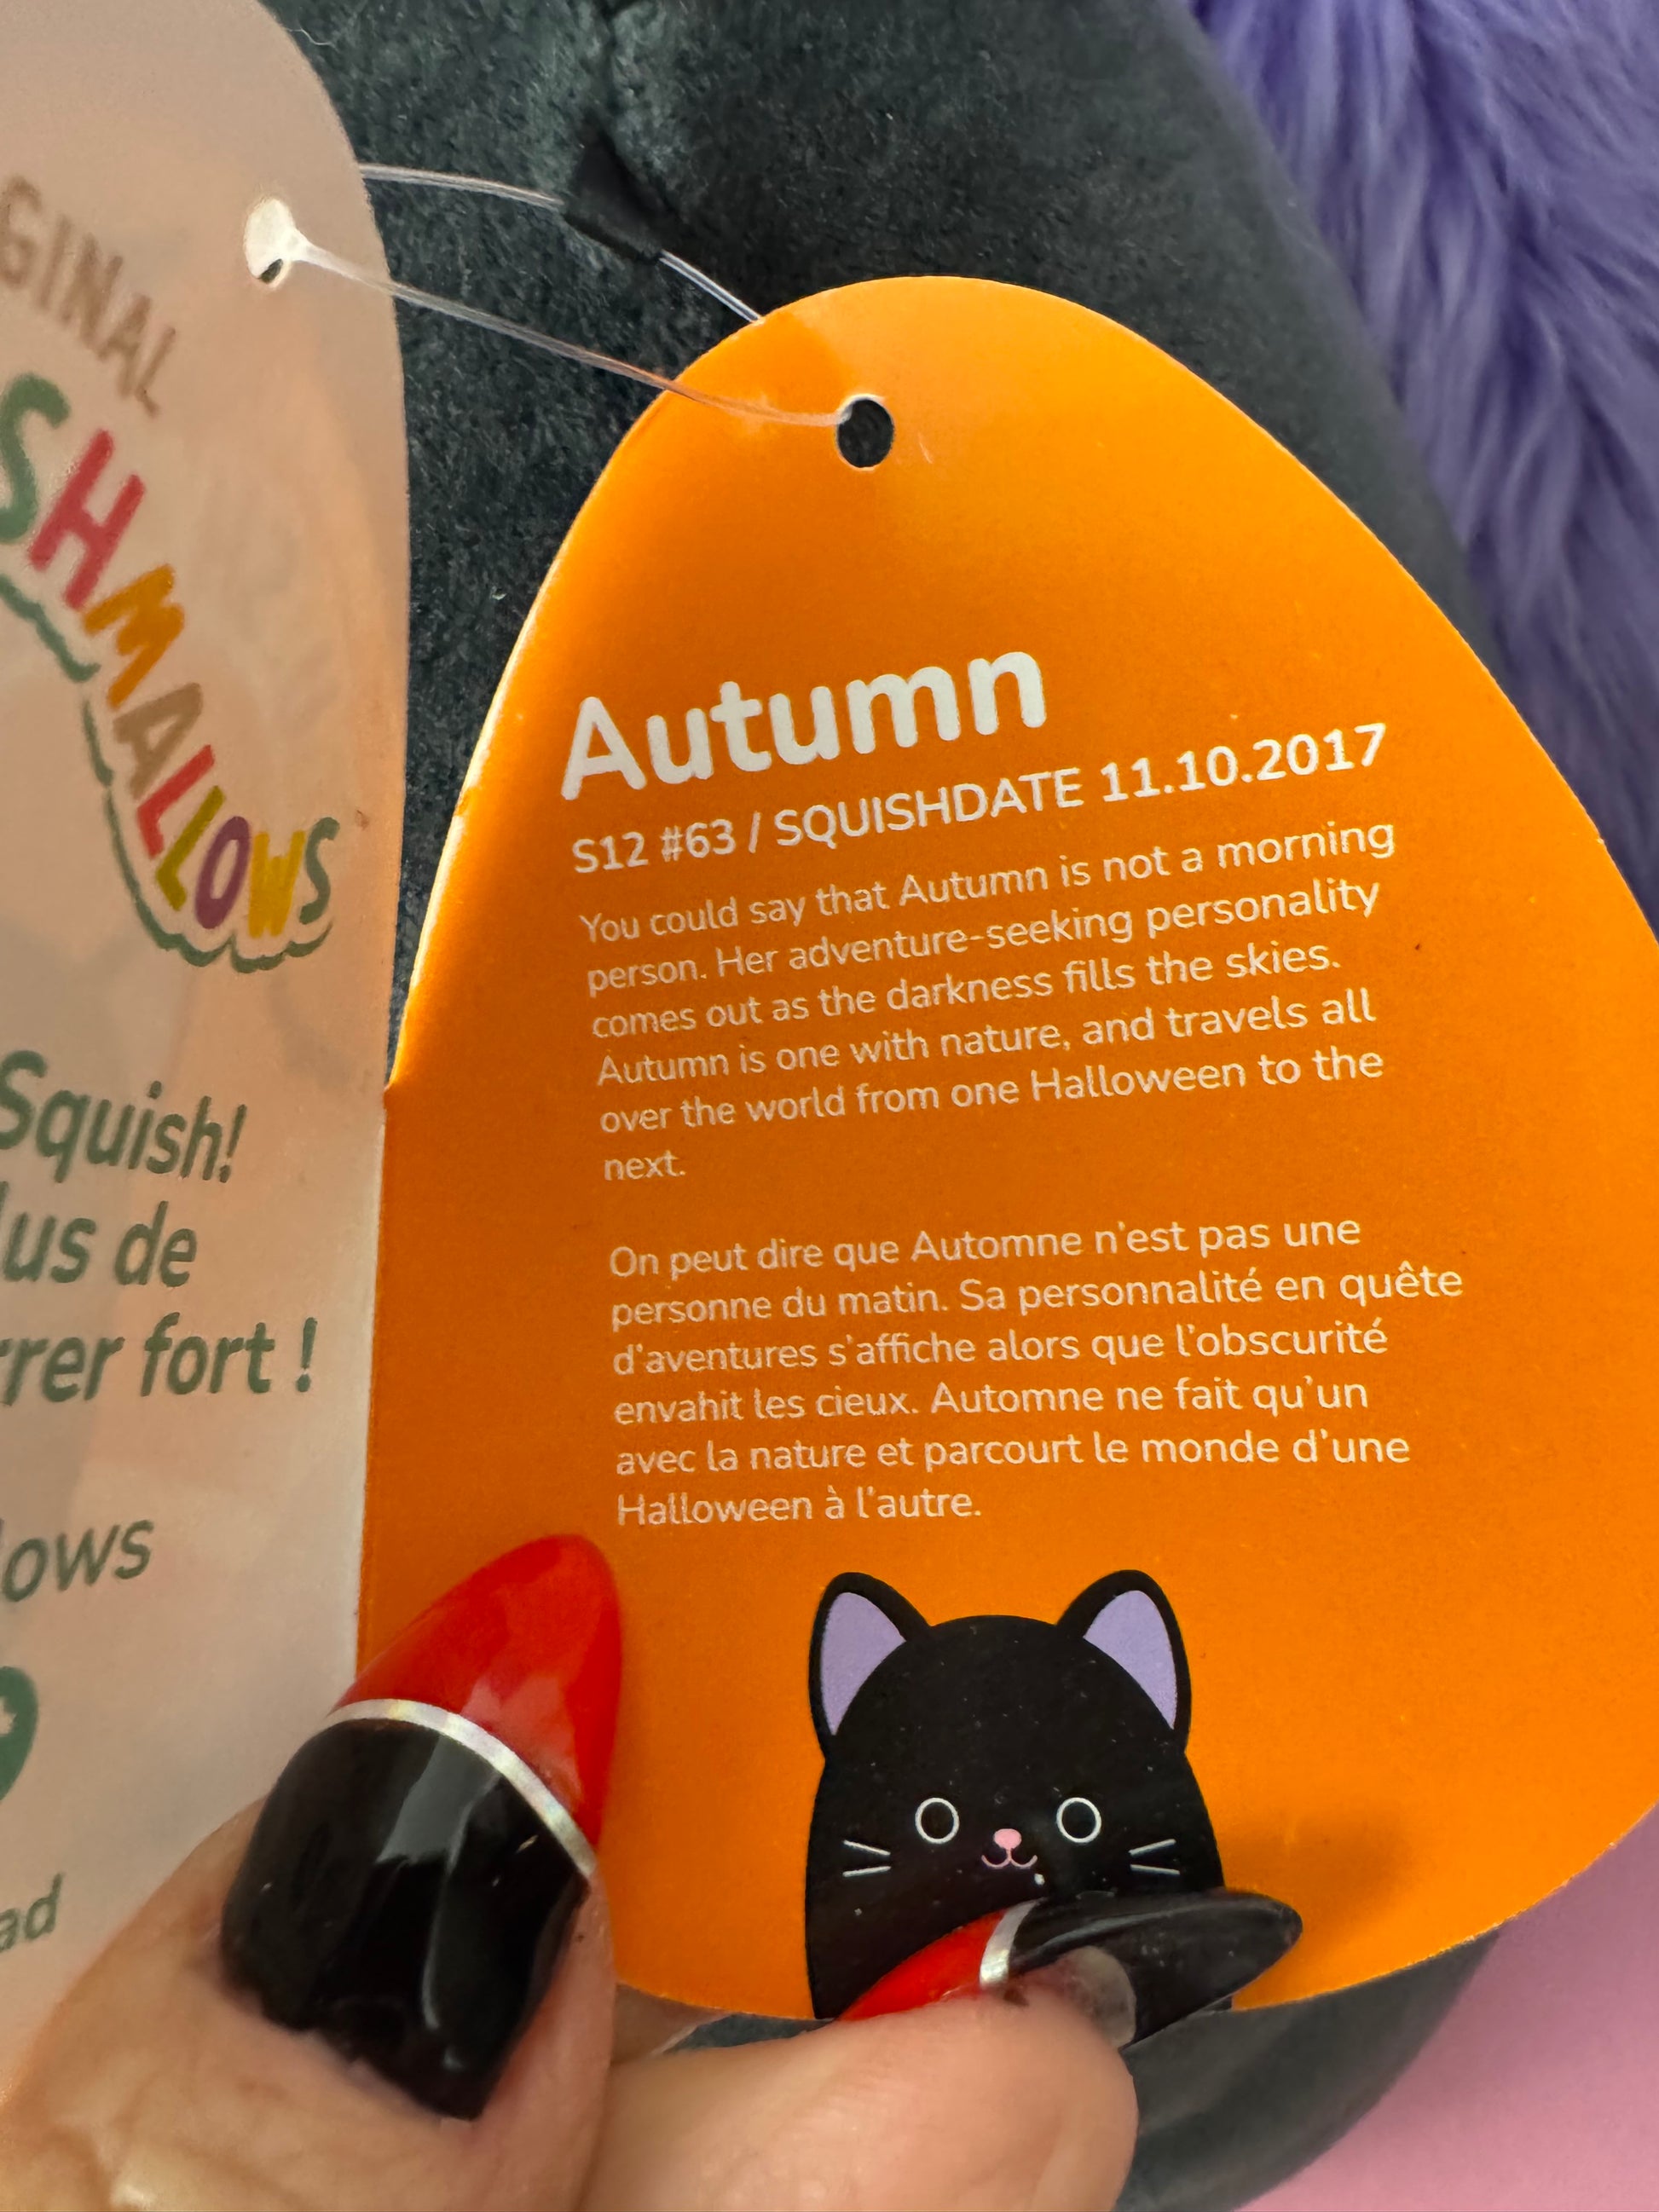 GINAL
SHMALLOWS
Squish!
lus de
rrer fort !
lows
ad
Autumn
S12 #63 / SQUISHDATE 11.10.2017
You could say that Autumn is not a morning
person. Her adventure-seeking personality
comes out as the darkness fills the skies.
Autumn is one with nature, and travels all
over the world from one Halloween to the
next.
On peut dire que Automne n'est pas une
personne du matin. Sa personnalité en quête
d'aventures s'affiche alors que l'obscurité
envahit les cieux. Automne ne fait qu'un
avec la nature et parcourt le monde d'une
Halloween à l'autre.